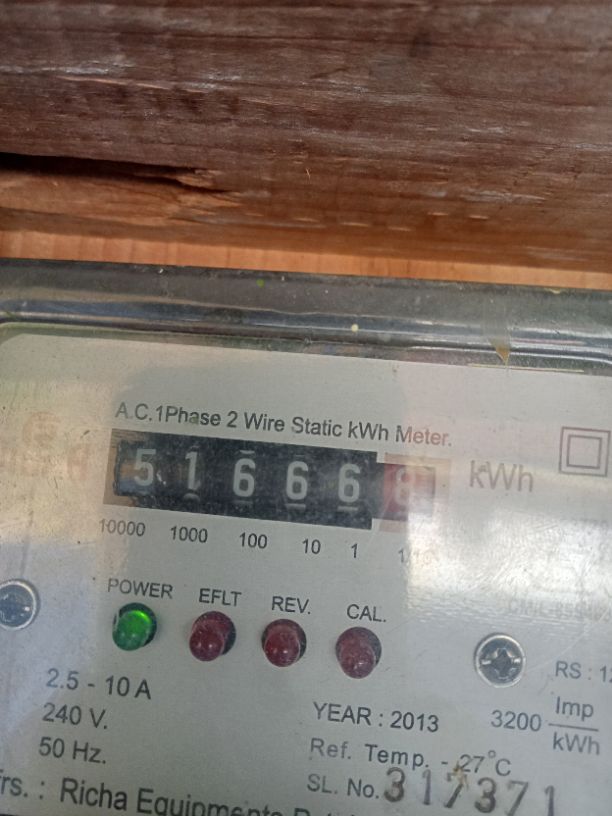 A.C.1Phase 2 Wire Static kWh Meter.
51666 kWh
10000 1000 100 10 1
POWER EFLT REV. CAL.
2.5 - 10 A
240 V.
50 Hz.
YEAR : 2013
3200 Imp
kWh
Ref. Temp. - 27°C
SL. No. 317371
Richa